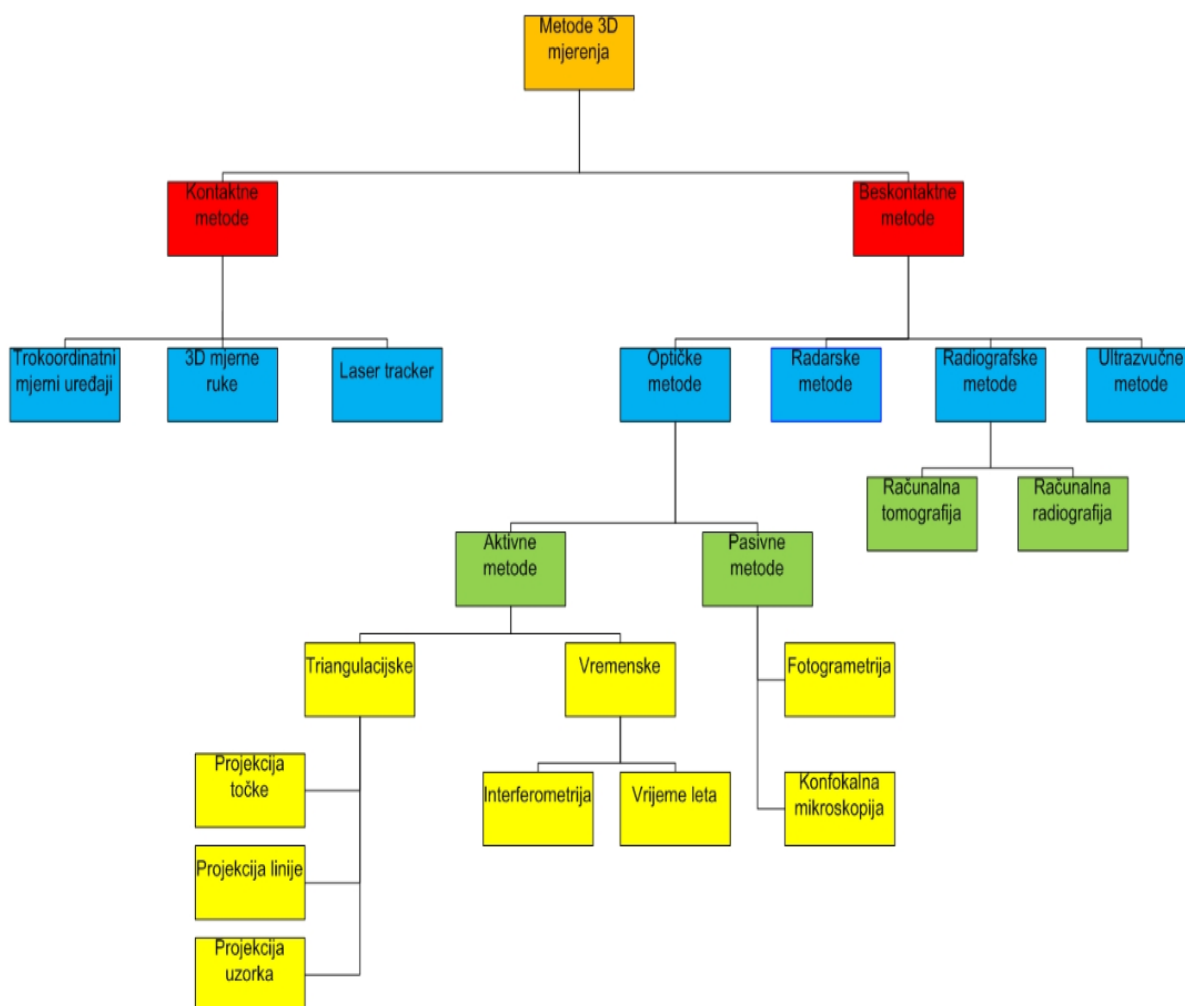 Metode 3D
mjerenja
Kontaktne
metode
Beskontaktne
metode
Trokoordinatni
mjerni uređaji
3D mjerne
ruke
Laser tracker
Optičke
metode
Radarske
metode
Radiografske
metode
Ultrazvučne
metode
Računalna
tomografija
Računalna
radiografija
Aktivne
metode
Pasivne
metode
Triangulacijske
Vremenske
Fotogrametrija
Projekcija
točke
Interferometrija
Vrijeme leta
Konfokalna
mikroskopija
Projekcija linije
Projekcija
uzorka